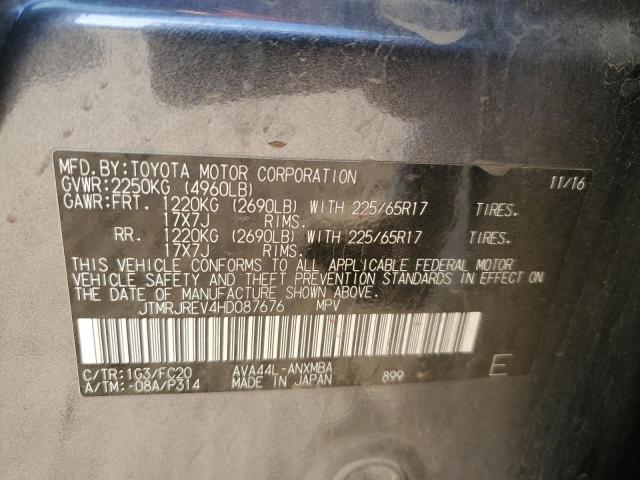 MFD.BY:TOYOTA MOTOR CORPORATION 11/16
GVWR:2250KG (4960LB)
GAWR:FRT. 1220KG (2690LB) WITH 225/65R17 TIRES.
17X7J RIMS.
RR. 1220KG (2690LB) WITH 225/65R17 TIRES.
17X7J RIMS.
THIS VEHICLE CONFORMS TO ALL APPLICABLE FEDERAL MOTOR
VEHICLE SAFETY AND THEFT PREVENTION STANDARDS IN EFFECT ON
THE DATE OF MANUFACTURE SHOWN ABOVE.
JTMRJREV4HD087676 MPV
C/TR:1G3/FC20 AVA44L-ANXMBA
A/TM:-08A/P314 MADE IN JAPAN 899 E